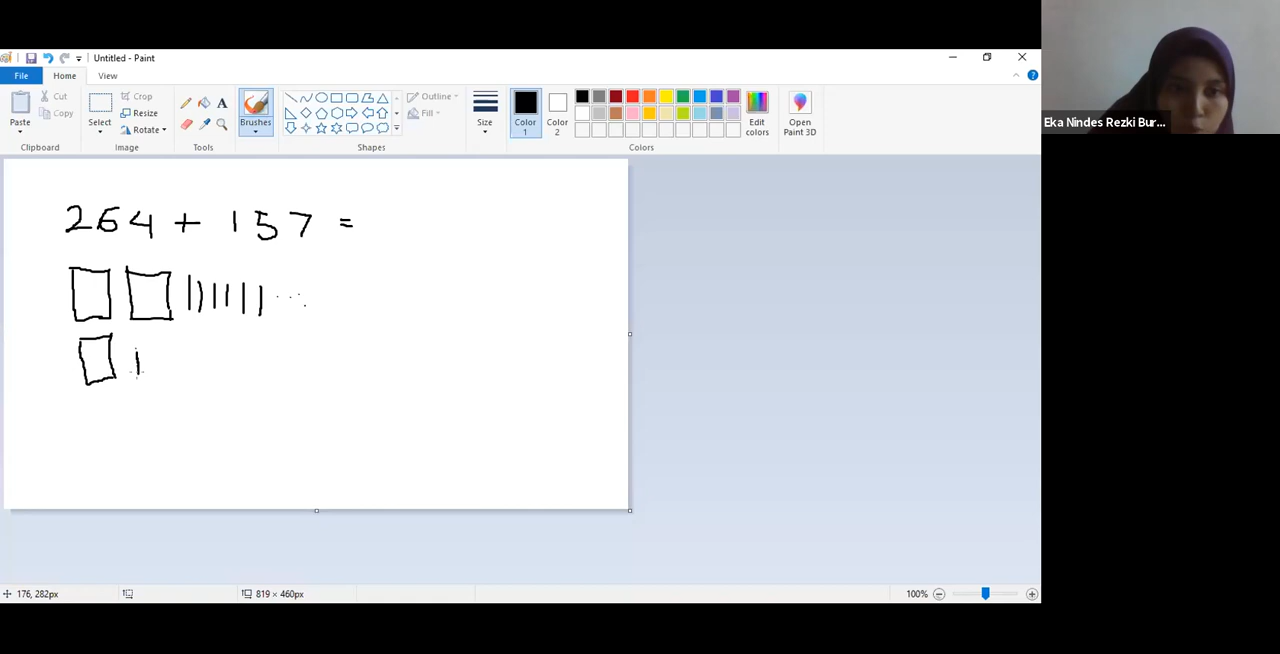 Untitled - Paint
File
Home
View
Cut
Copy
Paste
Clipboard
Select
Crop
Resize
Rotate
Image
Tools
Brushes
Outline
Fill
Shapes
Size
Color 1
Color 2
Edit colors
Open Paint 3D
Colors
Eka Nindes Rezki Bur...
264 + 157 =
176, 282px
819 × 460px
100%